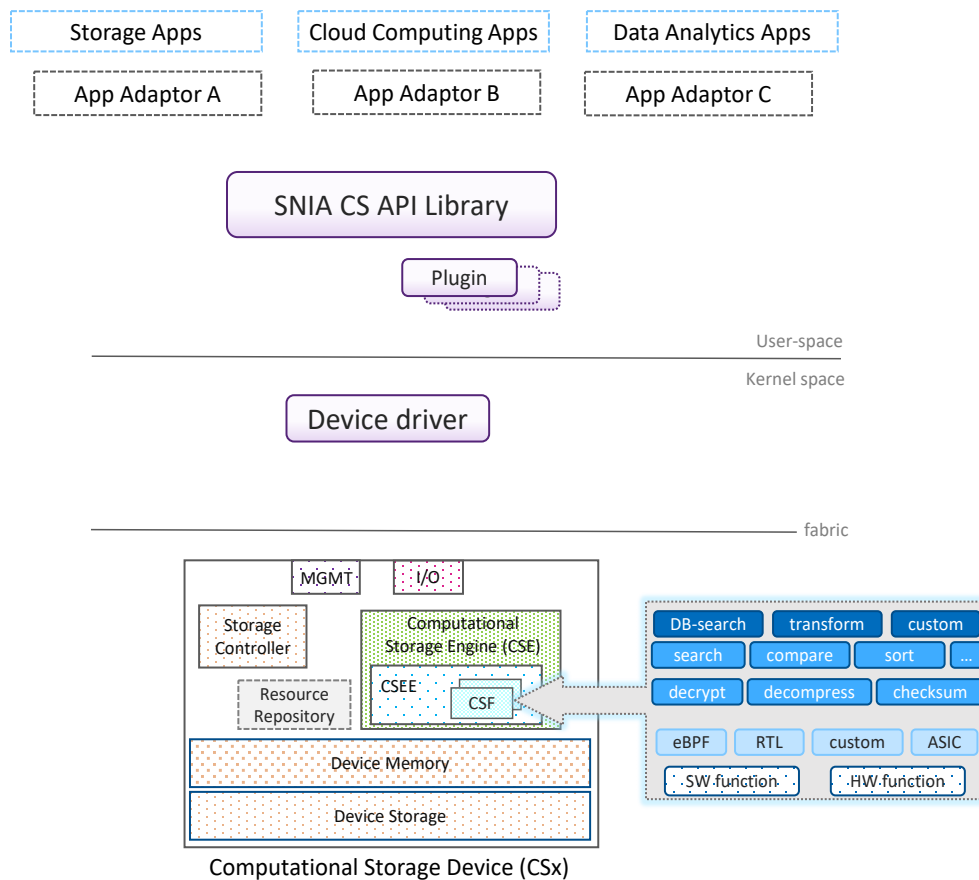 Storage Apps
Cloud Computing Apps
Data Analytics Apps
App Adaptor A
App Adaptor B
App Adaptor C
SNIA CS API Library
Plugin
User-space
Kernel space
Device driver
fabric
MGMT
I/O
Storage
Controller
Computational
Storage Engine (CSE)
CSEE
CSF
Resource
Repository
Device Memory
Device Storage
Computational Storage Device (CSx)
DB-search
transform
custom
search
compare
sort
...
decrypt
decompress
checksum
eBPF
RTL
custom
ASIC
SW function
HW function